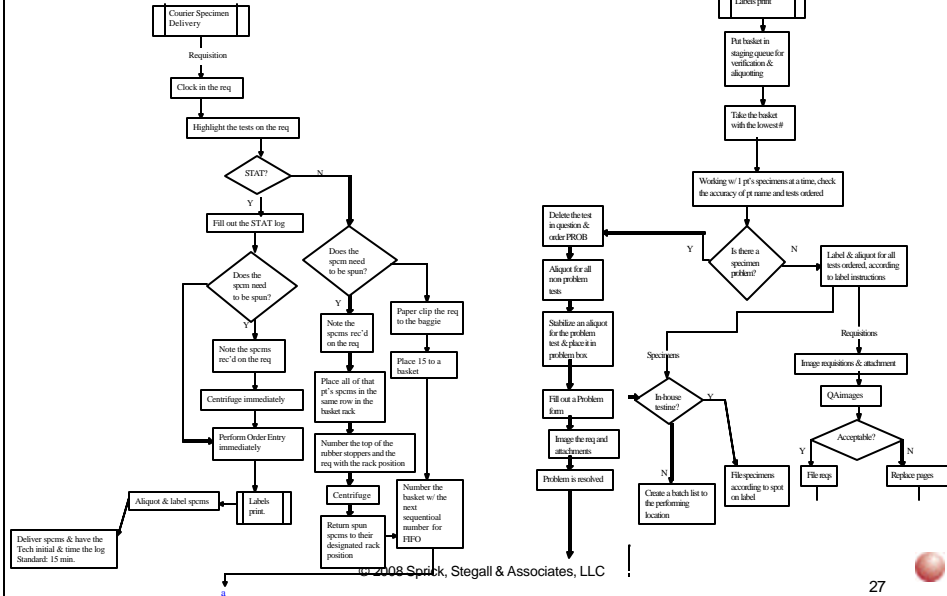 Courier Specimen
Delivery
Requisition
Clock in the req
Highlight the tests on the req
STAT?
N
Y
Fill out the STAT log
Does the
spcm need
to be spun?
Y
Note the
spcms rec'd
on the req
Centrifuge immediately
Perform Order Entry
immediately
Labels
print.
Aliquot & label spcms
Deliver spcms & have the
Tech initial & time the log
Standard: 15 min.
Does the
spcm need
to be spun?
Y
Note the
spcms rec'd
on the req
Place all of that
pt's spcms in the
same row in the
basket rack
Number the top of the
rubber stoppers and the
req with the rack position
Centrifuge
Return spun
spcms to their
designated rack
position
Paper clip the req
to the baggie
Place 15 to a
basket
Number the
basket w/ the
next
sequentioal
number for
FIFO
a
Labels print
Put basket in
staging queue for
verification &
aliquotting
Take the basket
with the lowest #
Working w/ 1 pt's specimens at a time, check
the accuracy of pt name and tests ordered
Is there a
specimen
problem?
Y
N
Delete the test
in question &
order PROB
Aliquot for all
non-problem
tests
Stabilize an aliquot
for the problem
test & place it in
problem box
Fill out a Problem
form
Image the req and
attachments
Problem is resolved
Label & aliquot for all
tests ordered, according
to label instructions
Specimens
Requisitions
In-house
testing?
Y
N
Create a batch list to
the performing
location
File specimens
according to spot
on label
Image requisitions & attachment
QA images
Acceptable?
Y
N
File reqs
Replace pages
© 2008 Sprick, Stegall & Associates, LLC
27